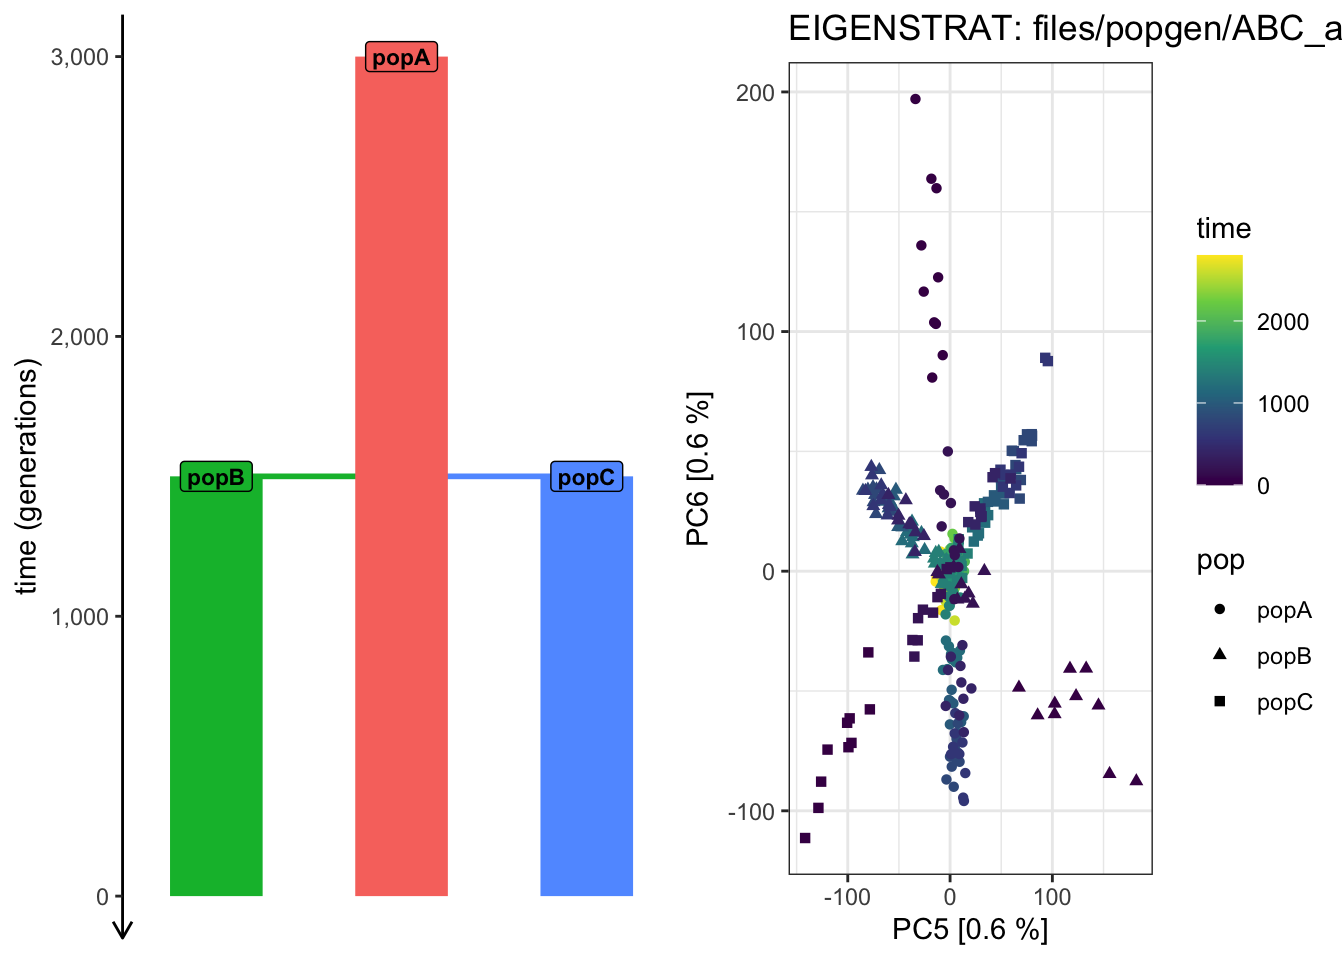 time (generations)
3,000
2,000
1,000
0
popA
popB
popC
EIGENSTRAT: files/popgen/ABC_a
PC6 [0.6 %]
200
100
0
-100
-100
0
100
PC5 [0.6 %]
time
2000
1000
0
pop
popA
popB
popC